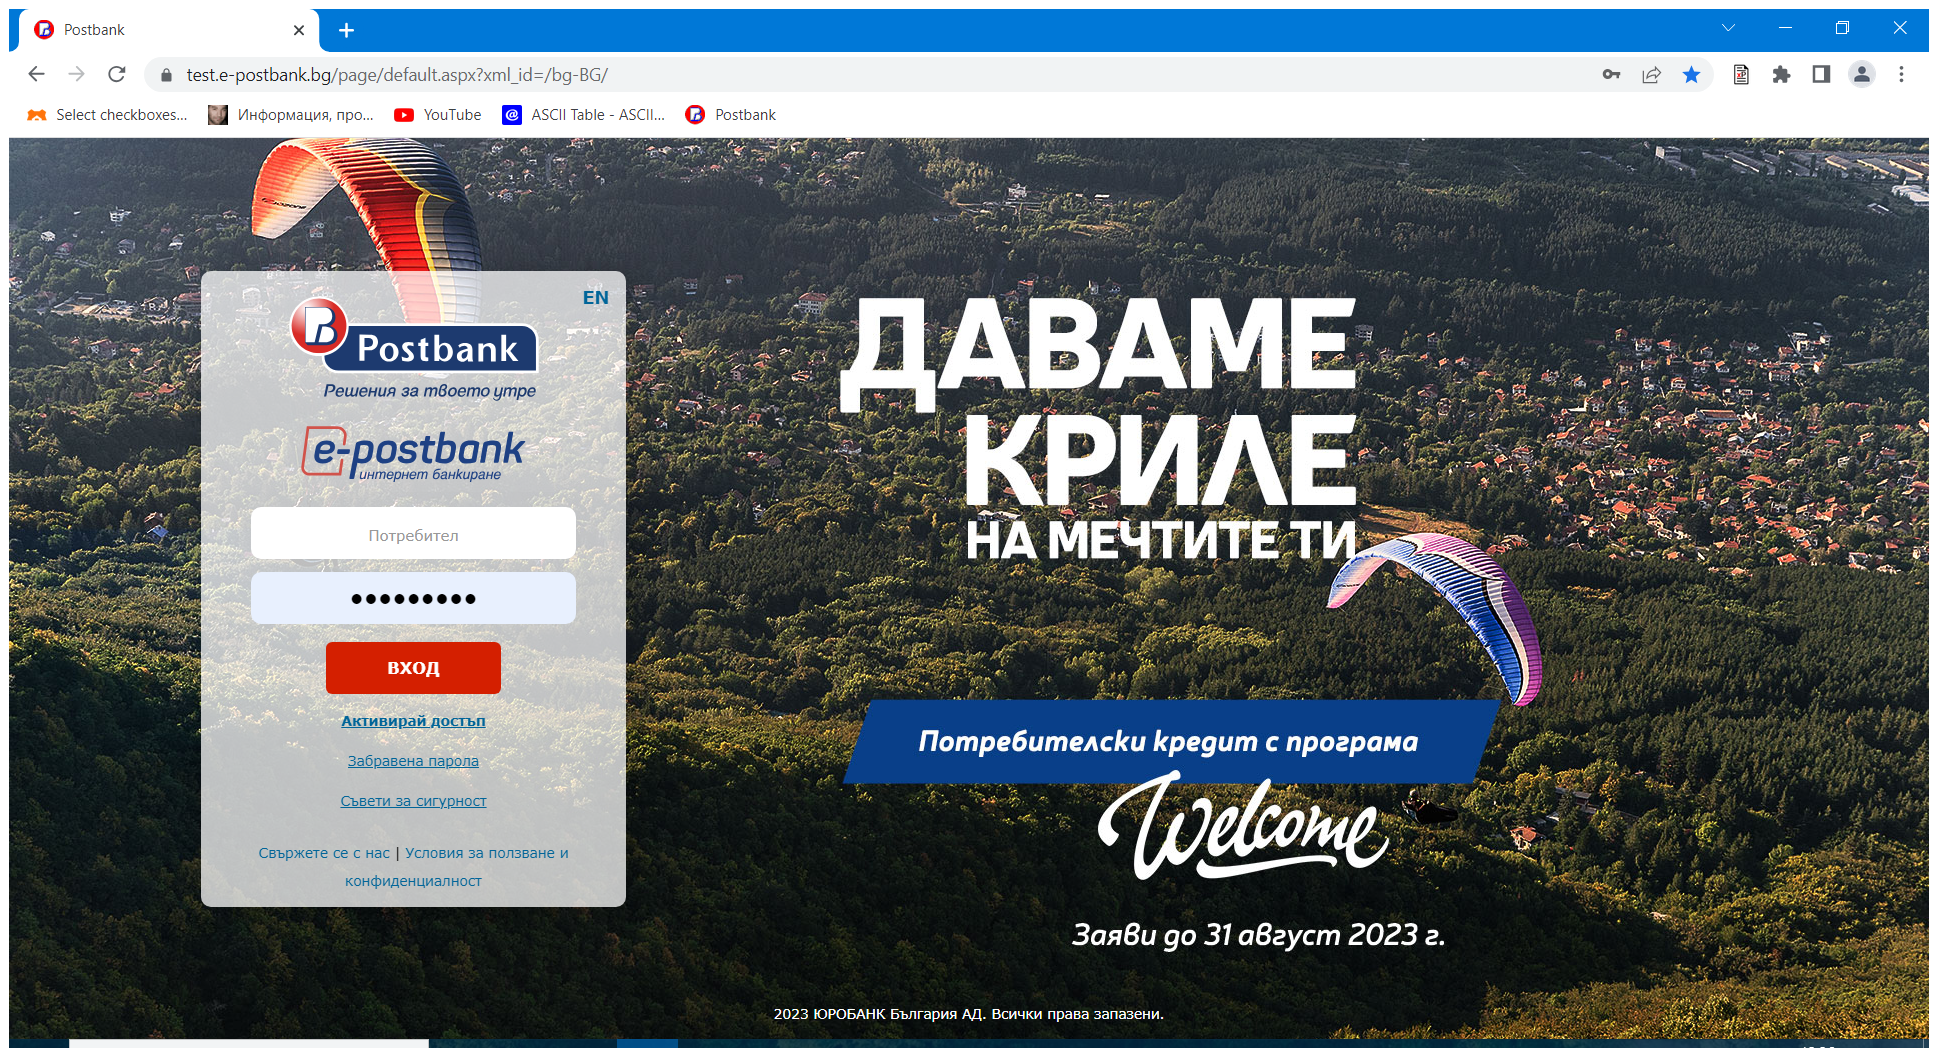 Postbank
test.e-postbank.bg/page/default.aspx?xml_id=/bg-BG/
Select checkboxes...
Информация, про...
YouTube
ASCII Table - ASCII...
Postbank
EN
Postbank
Решения за твоето утре
e-postbank
интернет банкиране
Потребител
вход
Активирай достъп
Забравена парола
Съвети за сигурност
Свържете се с нас | Условия за ползване и
конфиденциалност
ДАВАМЕ
КРИЛЕ
НА МЕЧТИТЕ ТИ
Потребителски кредит с програма
Welcome
Заяви до 31 август 2023 г.
2023 ЮРОБАНК България АД. Всички права запазени.